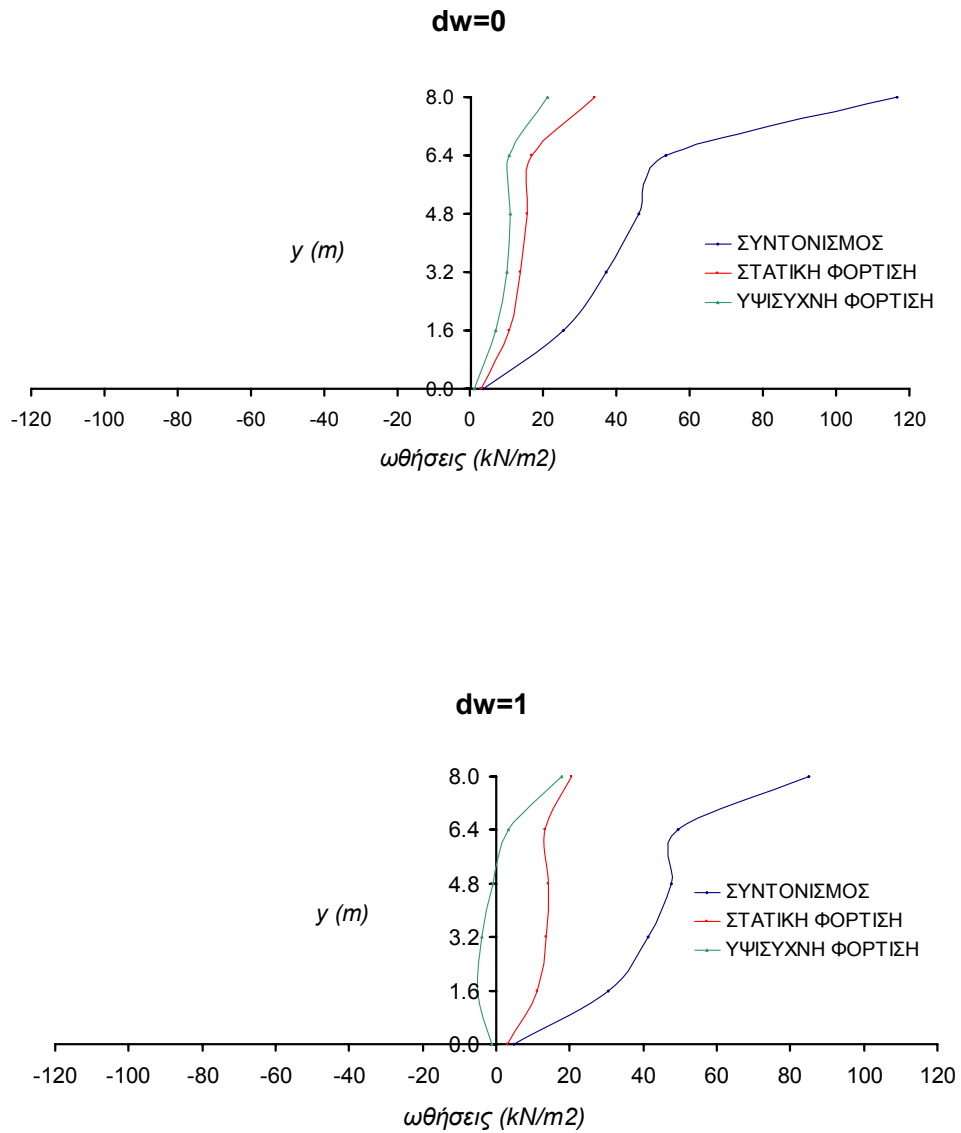 dw=0
8.0
6.4
4.8
y (m)
3.2
1.6
0.0
ΣΥΝΤΟΝΙΣΜΟΣ
ΣΤΑΤΙΚΗ ΦΟΡΤΙΣΗ
ΥΨΙΣΥΧΝΗ ΦΟΡΤΙΣΗ
-120 -100 -80 -60 -40 -20 0 20 40 60 80 100 120
ωθήσεις (kN/m2)
dw=1
8.0
6.4
4.8
y (m)
3.2
1.6
0.0
ΣΥΝΤΟΝΙΣΜΟΣ
ΣΤΑΤΙΚΗ ΦΟΡΤΙΣΗ
ΥΨΙΣΥΧΝΗ ΦΟΡΤΙΣΗ
-120 -100 -80 -60 -40 -20 0 20 40 60 80 100 120
ωθήσεις (kN/m2)